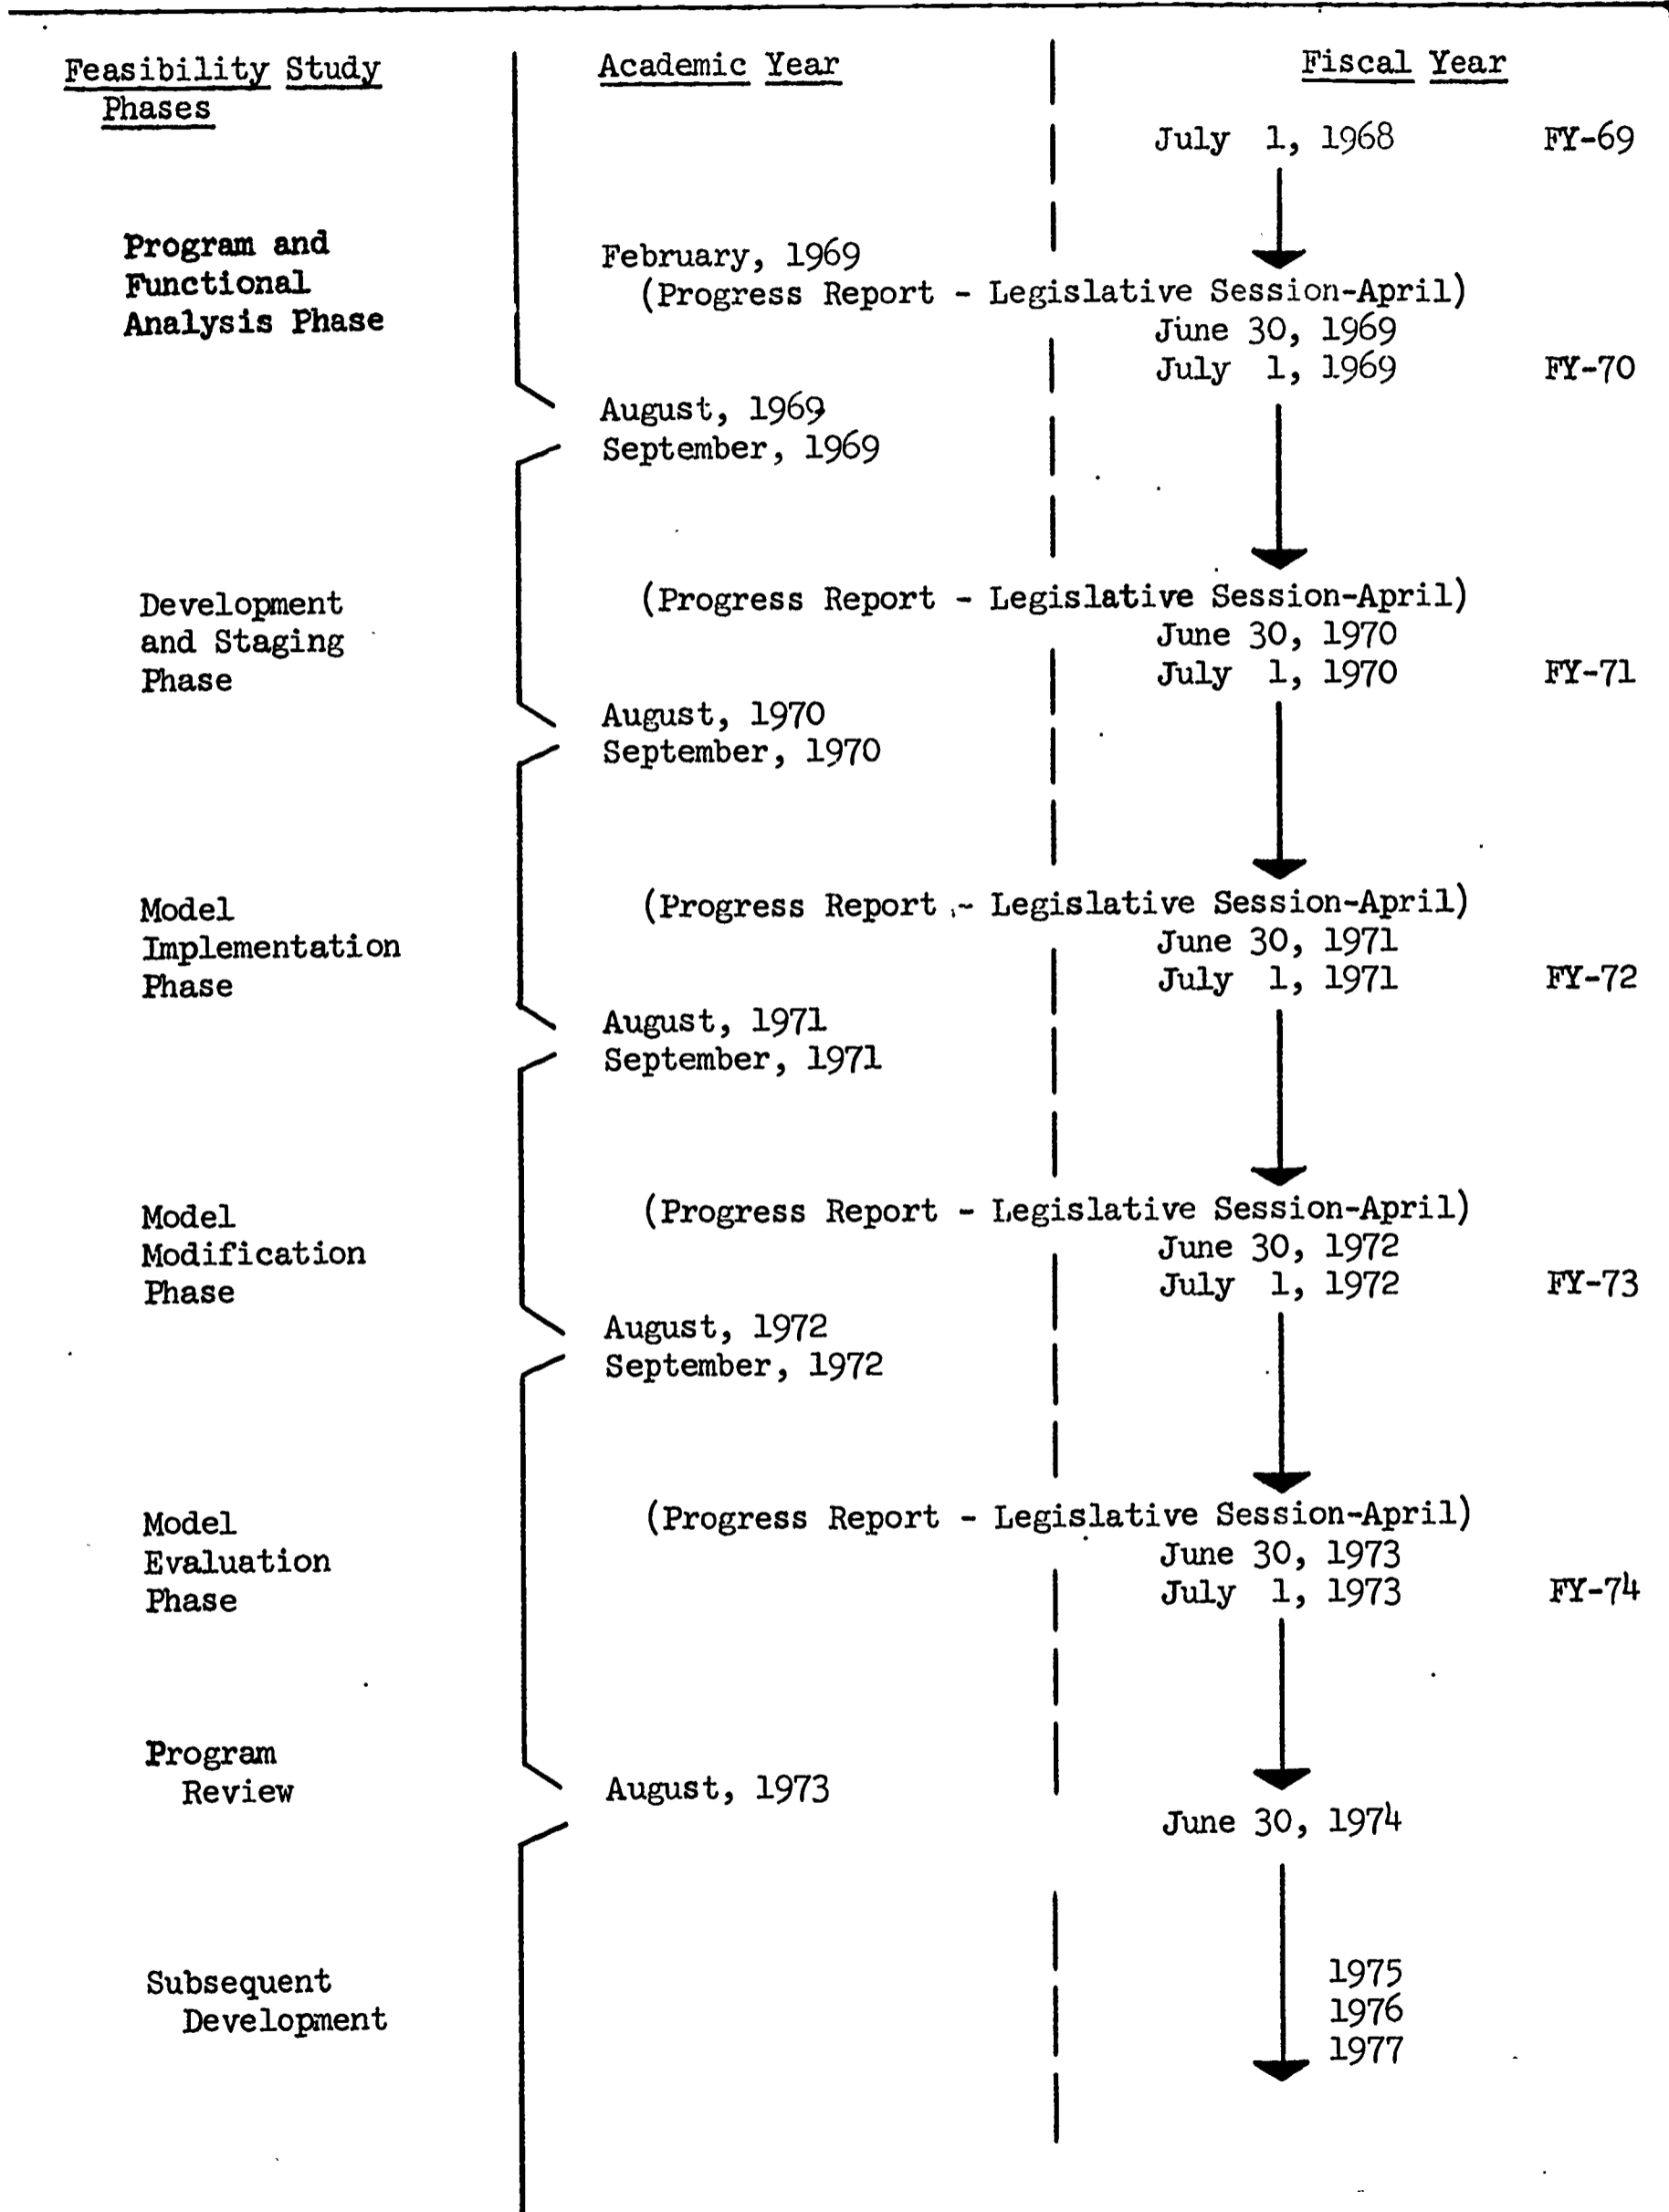 Feasibility Study Academic Year Fiscal Year
Phases
July 1, 1968 FY-69
Program and
Functional
Analysis Phase
February, 1969
(Progress Report - Legislative Session-April)
June 30, 1969
July 1, 1969 FY-70
August, 1969
September, 1969
Development
and Staging
Phase
(Progress Report - Legislative Session-April)
June 30, 1970
July 1, 1970 FY-71
August, 1970
September, 1970
Model
Implementation
Phase
(Progress Report - Legislative Session-April)
June 30, 1971
July 1, 1971 FY-72
August, 1971
September, 1971
Model
Modification
Phase
(Progress Report - Legislative Session-April)
June 30, 1972
July 1, 1972 FY-73
August, 1972
September, 1972
Model
Evaluation
Phase
(Progress Report - Legislative Session-April)
June 30, 1973
July 1, 1973 FY-74
Program
Review
August, 1973
June 30, 1974
Subsequent
Development
1975
1976
1977